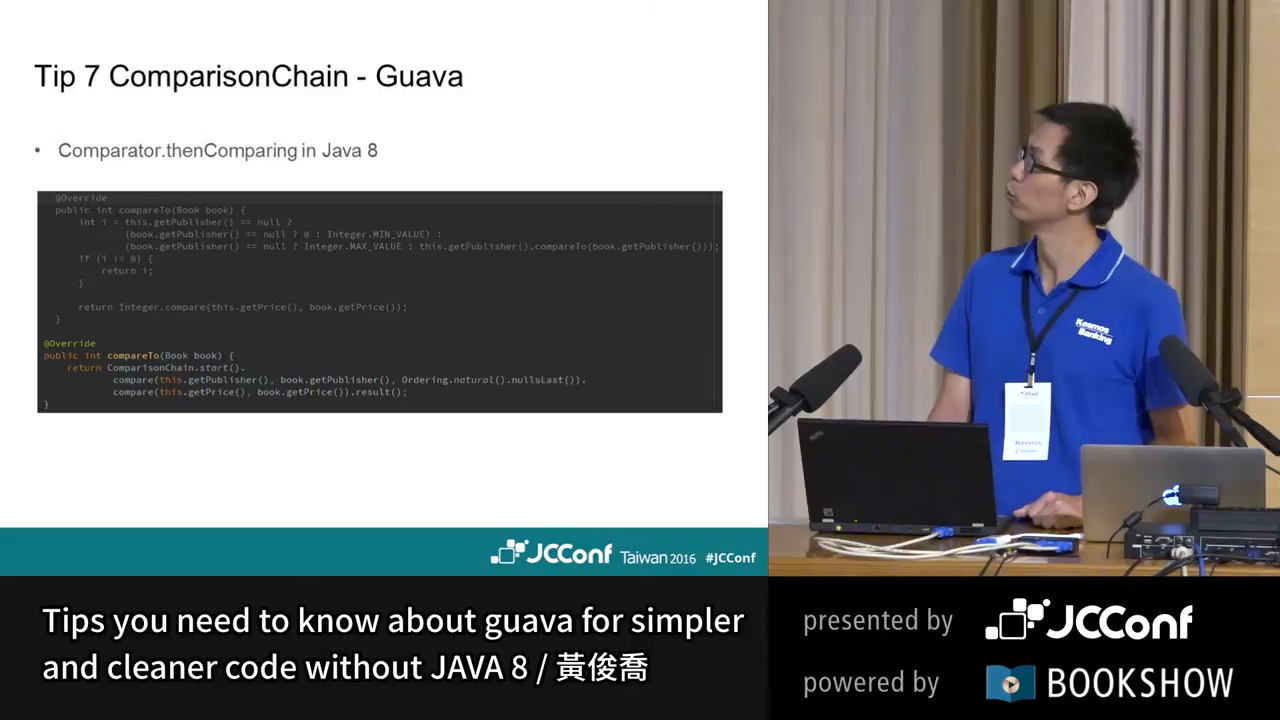 Tip 7 ComparisonChain - Guava
• Comparator.thenComparing in Java 8
@Override
public int compareTo(Book book) {
int i = this.getPublisher() == null ?
(book.getPublisher() == null ? 0 : Integer.MIN_VALUE) :
(book.getPublisher() == null ? Integer.MAX_VALUE : this.getPublisher().compareTo(book.getPublisher()));
if (i != 0) {
return i;
}
return Integer.compare(this.getPrice(), book.getPrice());
}
@Override
public int compareTo(Book book) {
return ComparisonChain.start().
compare(this.getPublisher(), book.getPublisher(), Ordering.natural().nullsLast()).
compare(this.getPrice(), book.getPrice()).result();
}
JCConf Taiwan 2016 #JCConf
Kosmos
Banking
JCConf
Tips you need to know about guava for simpler
and cleaner code without JAVA 8 / 黃俊喬
presented by JCConf
powered by BOOKSHOW